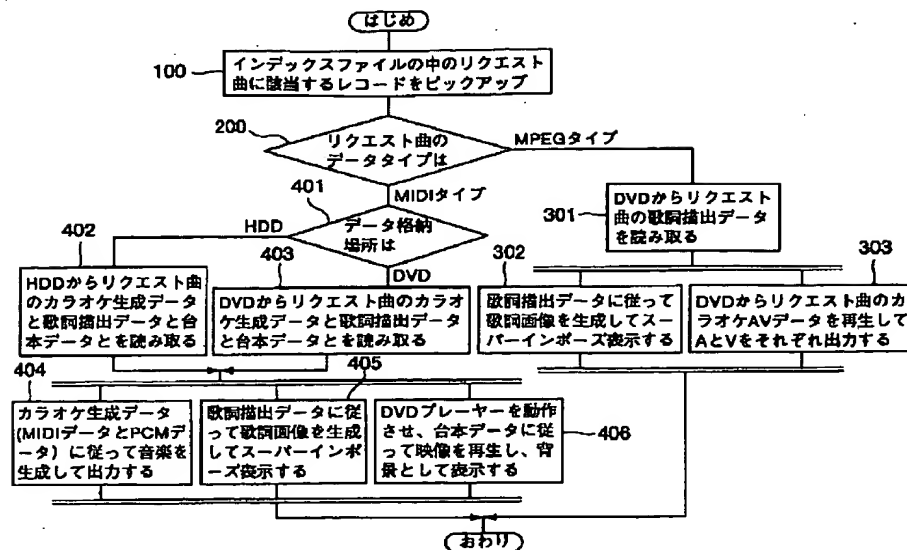 はじめ
100
インデックスファイルの中のリクエスト
曲に該当するレコードをピックアップ
200
リクエスト曲の
データタイプは
MPEGタイプ
MIDIタイプ
401
データ格納
場所は
HDD
DVD
301
DVDからリクエスト
曲の歌詞描出データ
を読み取る
402
HDDからリクエスト曲
のカラオケ生成データ
と歌詞描出データと台
本データとを読み取る
403
DVDからリクエスト曲のカラオ
ケ生成データと歌詞描出データ
と台本データとを読み取る
302
歌詞描出データに従って
歌詞画像を生成してスー
パーインポーズ表示する
303
DVDからリクエスト曲のカ
ラオケAVデータを再生して
AとVをそれぞれ出力する
404
カラオケ生成データ
(MIDIデータとPCMデ
ータ）に従って音楽を
生成して出力する
405
歌詞描出データに従
って歌詞画像を生成
してスーパーインポ
ーズ表示する
DVDプレーヤーを動作
させ、台本データに従
って映像を再生し、背
景として表示する
406
おわり